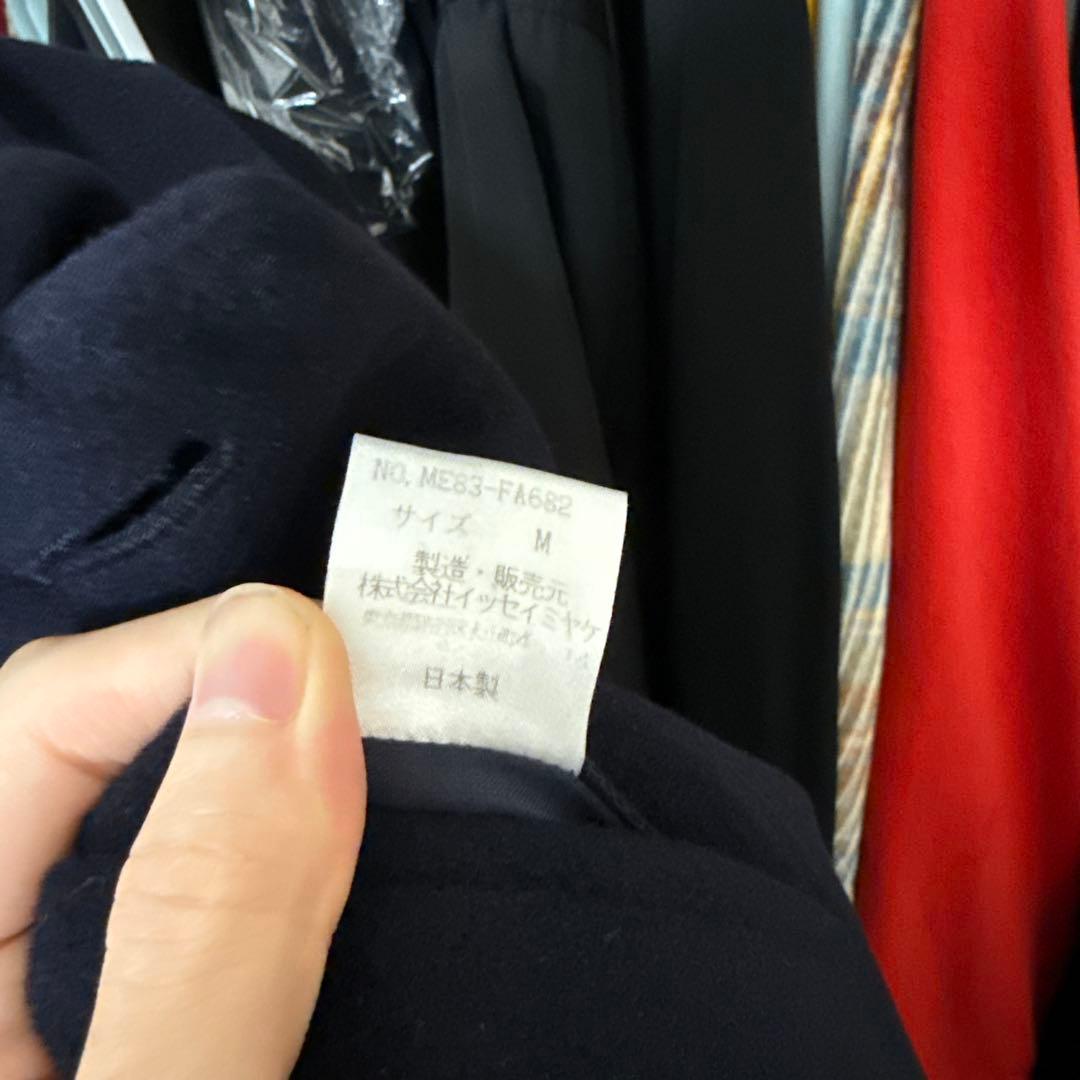 NO,ME83-FA682
サイズ M
製造・販売元
株式会社イッセイミヤケ
日本製